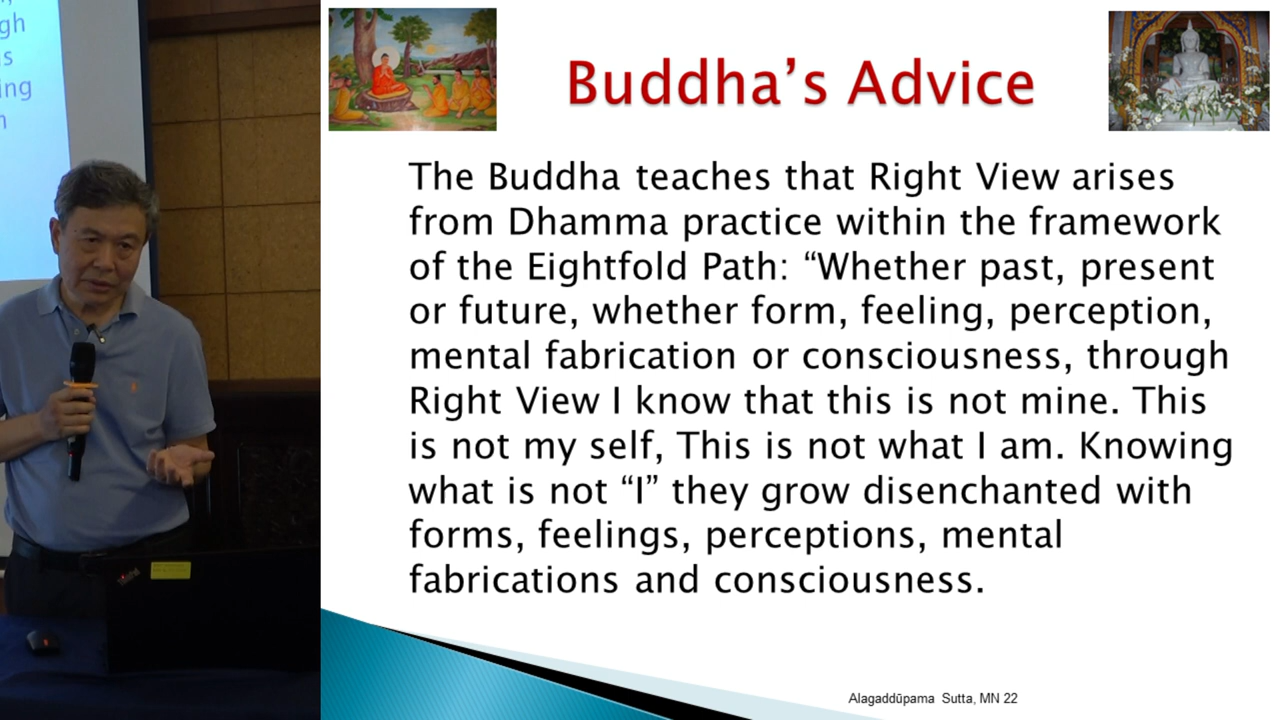 gh
s
ing
Buddha's Advice
The Buddha teaches that Right View arises
from Dhamma practice within the framework
of the Eightfold Path: “Whether past, present
or future, whether form, feeling, perception,
mental fabrication or consciousness, through
Right View I know that this is not mine. This
is not my self, This is not what I am. Knowing
what is not “I” they grow disenchanted with
forms, feelings, perceptions, mental
fabrications and consciousness.
Alagaddūpama Sutta, MN 22